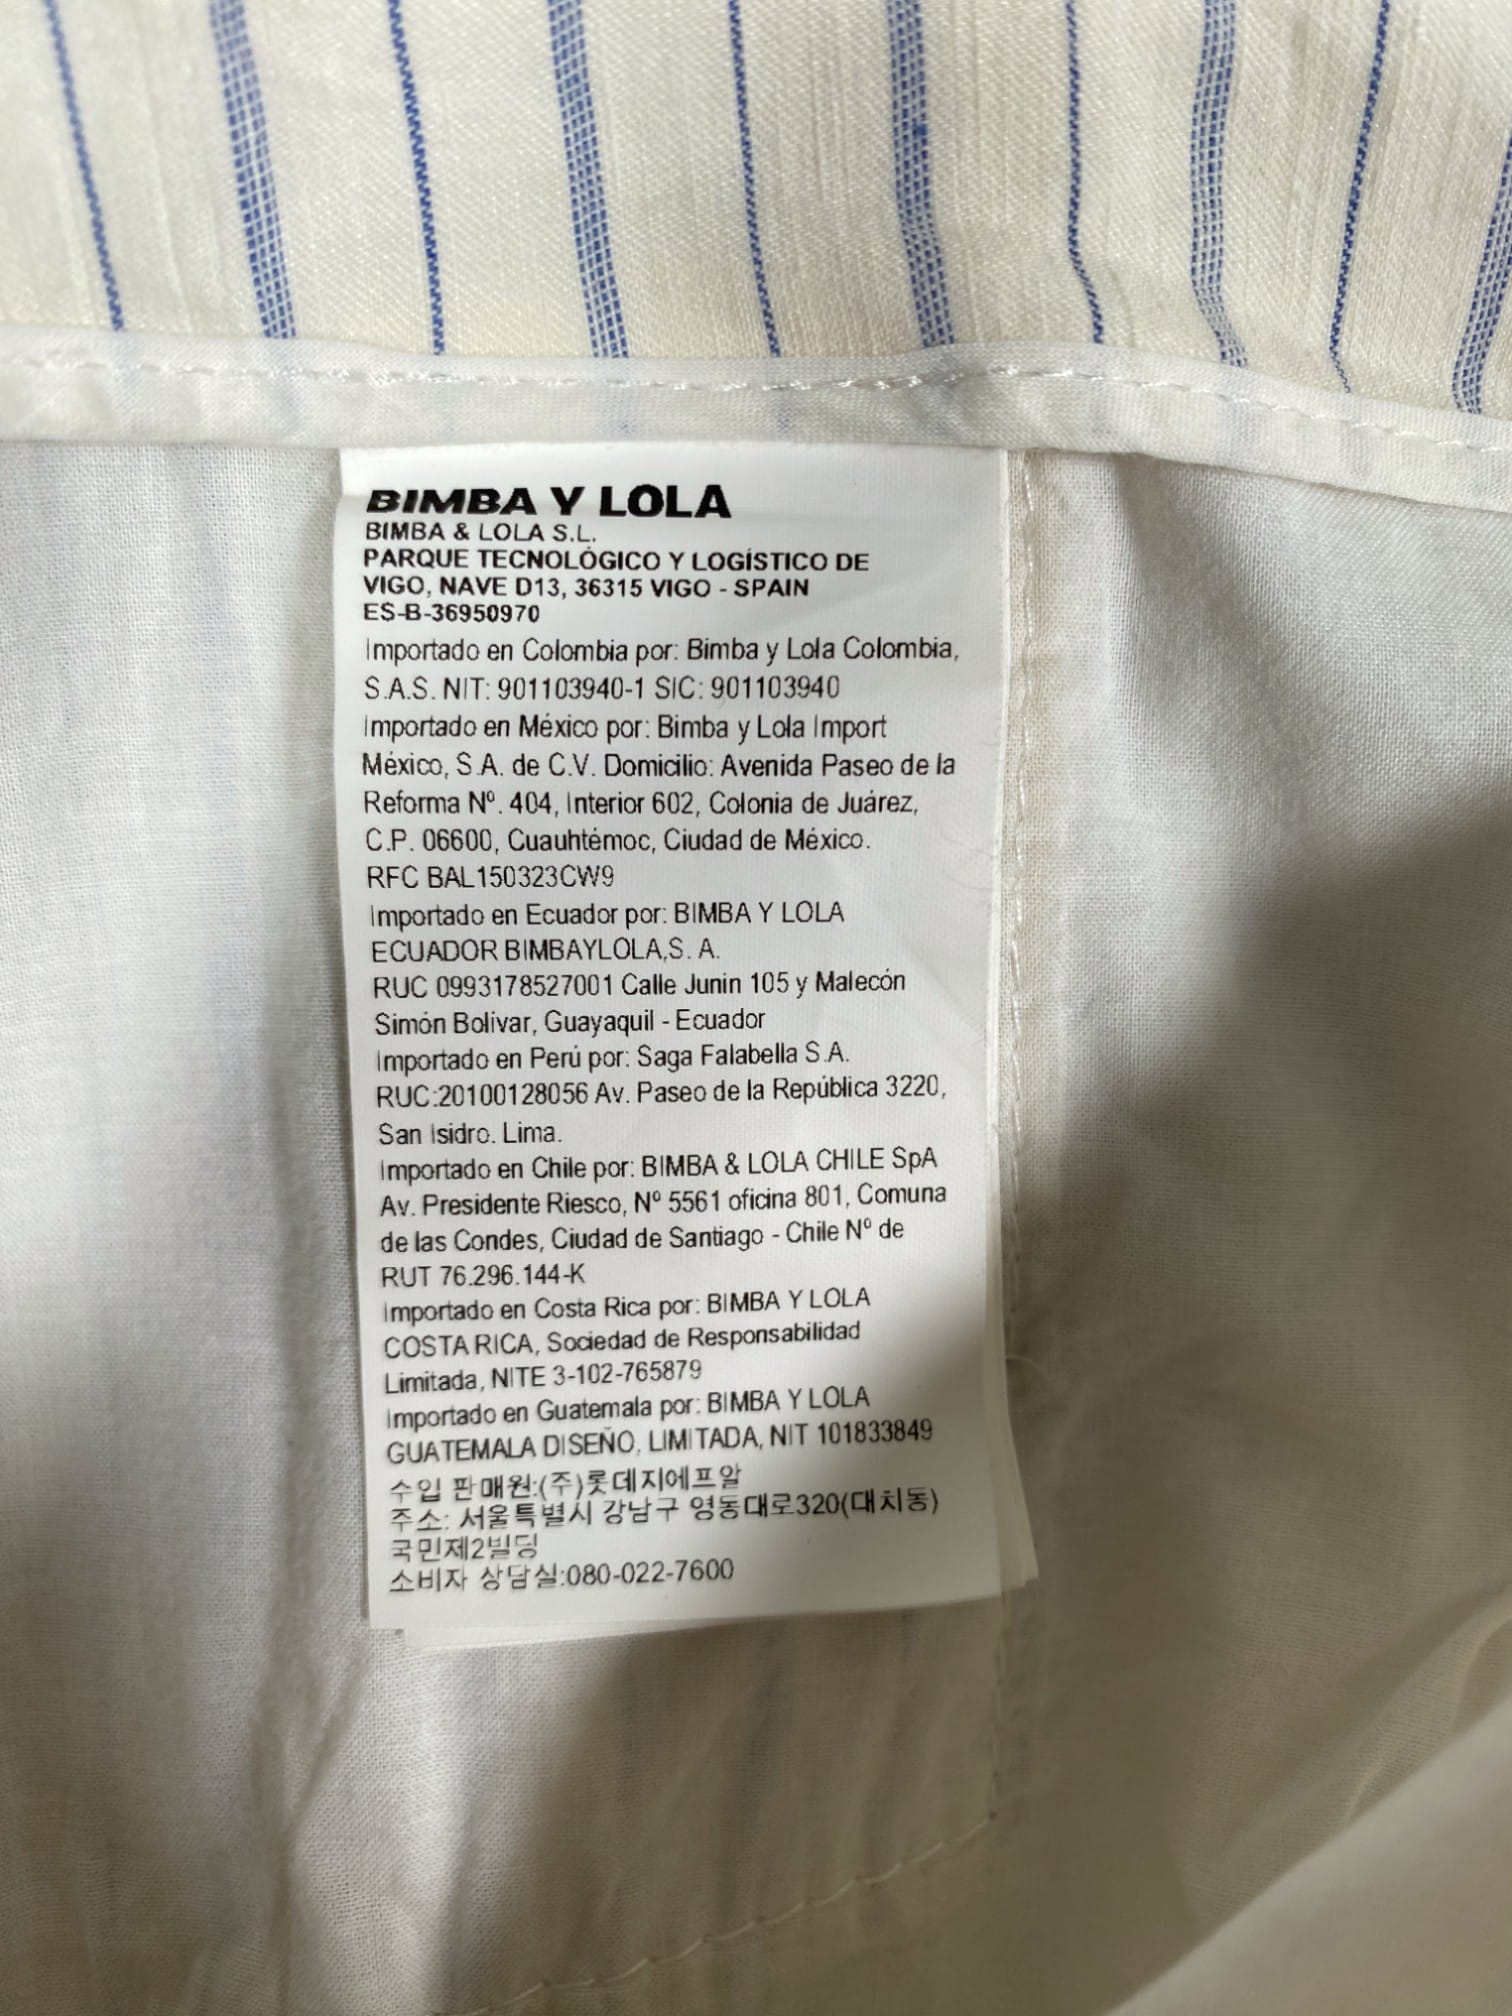 BIMBA Y LOLA
BIMBA & LOLA S.L.
PARQUE TECNOLÓGICO Y LOGÍSTICO DE
VIGO, NAVE D13, 36315 VIGO - SPAIN
ES-B-36950970
Importado en Colombia por: Bimba y Lola Colombia,
S.A.S. NIT: 901103940-1 SIC: 901103940
Importado en México por: Bimba y Lola Import
México, S.A. de C.V. Domicilio: Avenida Paseo de la
Reforma Nº. 404, Interior 602, Colonia de Juárez,
C.P. 06600, Cuauhtémoc, Ciudad de México.
RFC BAL150323CW9
Importado en Ecuador por: BIMBA Y LOLA
ECUADOR BIMBAYLOLA,S. A.
RUC 0993178527001 Calle Junin 105 y Malecón
Simón Bolívar, Guayaquil - Ecuador
Importado en Perú por: Saga Falabella S.A.
RUC:20100128056 Av. Paseo de la República 3220,
San Isidro. Lima.
Importado en Chile por: BIMBA & LOLA CHILE SpA
Av. Presidente Riesco, Nº 5561 oficina 801, Comuna
de las Condes, Ciudad de Santiago - Chile Nº de
RUT 76.296.144-K
Importado en Costa Rica por: BIMBA Y LOLA
COSTA RICA, Sociedad de Responsabilidad
Limitada, NITE 3-102-765879
Importado en Guatemala por: BIMBA Y LOLA
GUATEMALA DISEÑO, LIMITADA, NIT 101833849
수입 판매원:(주)롯데지에프알
주소: 서울특별시 강남구 영동대로320(대치동)
국민제2빌딩
소비자 상담실:080-022-7600